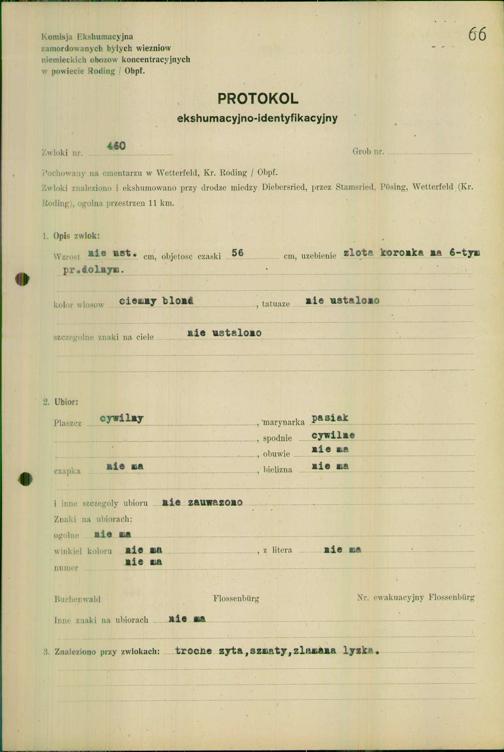 66
Komisja Ekshumacyjna
zamordowanych byłych wiezniow
niemieckich obozow koncentracyjnych
w powiecie Roding / Obpf.
PROTOKOL
ekshumacyjno-identyfikacyjny
Zwloki nr. 460 Grob nr.
Pochowany na cmentarzu w Wetterfeld, Kr. Roding / Obpf.
Zwloki znaleziono i ekshumowano przy drodze miedzy Diebersried, przez Stamsried, Pösing, Wetterfeld (Kr.
Roding), ogolna przestrzen 11 km.
1. Opis zwlok:
Wzrost nie ust. cm, objetosc czaski 56 cm, uzebienie zlota koronka na 6-tym
pr.dolnym.
kolor wlosow ciemny blond , tatuaze nie ustalono
szczegolne znaki na ciele nie ustalono
2. Ubior:
Plaszcz cywilny , marynarka pasiak
, spodnie cywilne
, obuwie nie ma
czapka nie ma , bielizna nie ma
i inne szczegoly ubioru nie zauwazono
Znaki na ubiorach:
ogolne nie ma
winkiel koloru nie ma , z litera nie ma
numer nie ma
Buchenwald Flossenbürg Nr. ewakuacyjny Flossenbürg
Inne znaki na ubiorach nie ma
3. Znaleziono przy zwlokach: troche zyta,szmaty,zlamana lyzka.